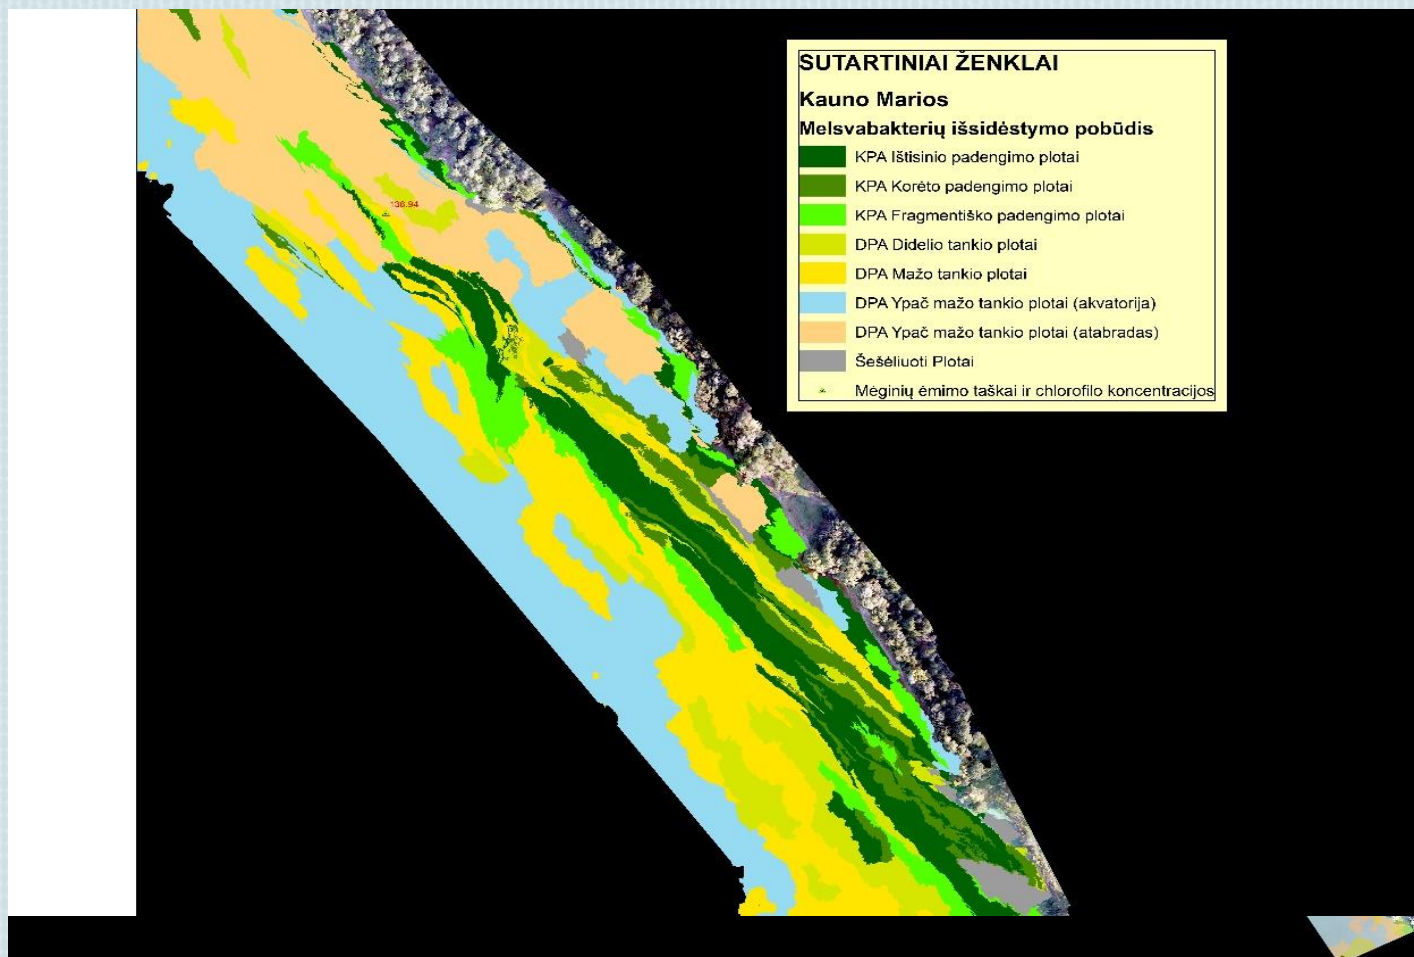 SUTARTINIAI ŽENKLAI
Kauno Marios
Melsvabakterių išsidėstymo pobūdis
KPA Ištisinio padengimo plotai
KPA Korėto padengimo plotai
KPA Fragmentiško padengimo plotai
DPA Didelio tankio plotai
DPA Mažo tankio plotai
DPA Ypač mažo tankio plotai (akvatorija)
DPA Ypač mažo tankio plotai (atabradas)
Šešėliuoti Plotai
Mėginių ėmimo taškai ir chlorofilo koncentracijos
136.94